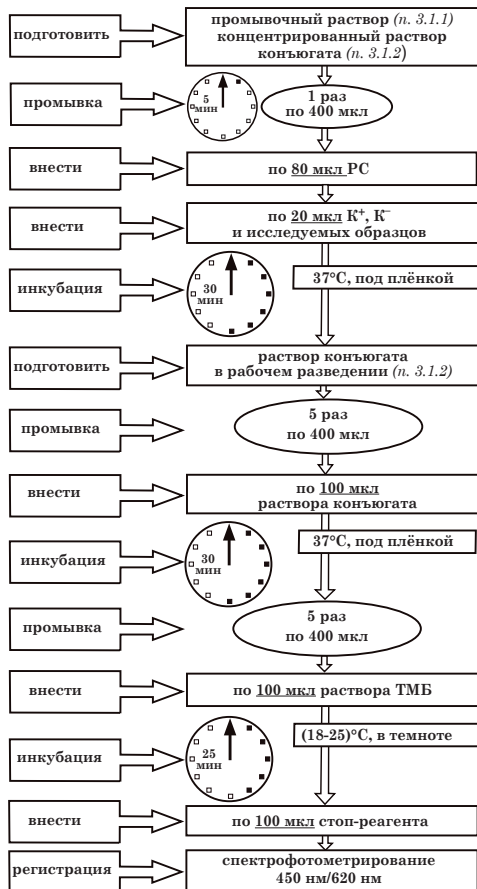 подготовить
промывочный раствор (п. 3.1.1)
концентрированный раствор
конъюгата (п. 3.1.2)
промывка
5
мин
1 раз
по 400 мкл
внести
по 80 мкл РС
внести
по 20 мкл К⁺, К⁻
и исследуемых образцов
инкубация
30
мин
37°С, под плёнкой
подготовить
раствор конъюгата
в рабочем разведении (п. 3.1.2)
промывка
5 раз
по 400 мкл
внести
по 100 мкл
раствора конъюгата
инкубация
30
мин
37°С, под плёнкой
промывка
5 раз
по 400 мкл
внести
по 100 мкл раствора ТМБ
инкубация
25
мин
(18-25)°С, в темноте
внести
по 100 мкл стоп-реагента
регистрация
спектрофотометрирование
450 нм/620 нм